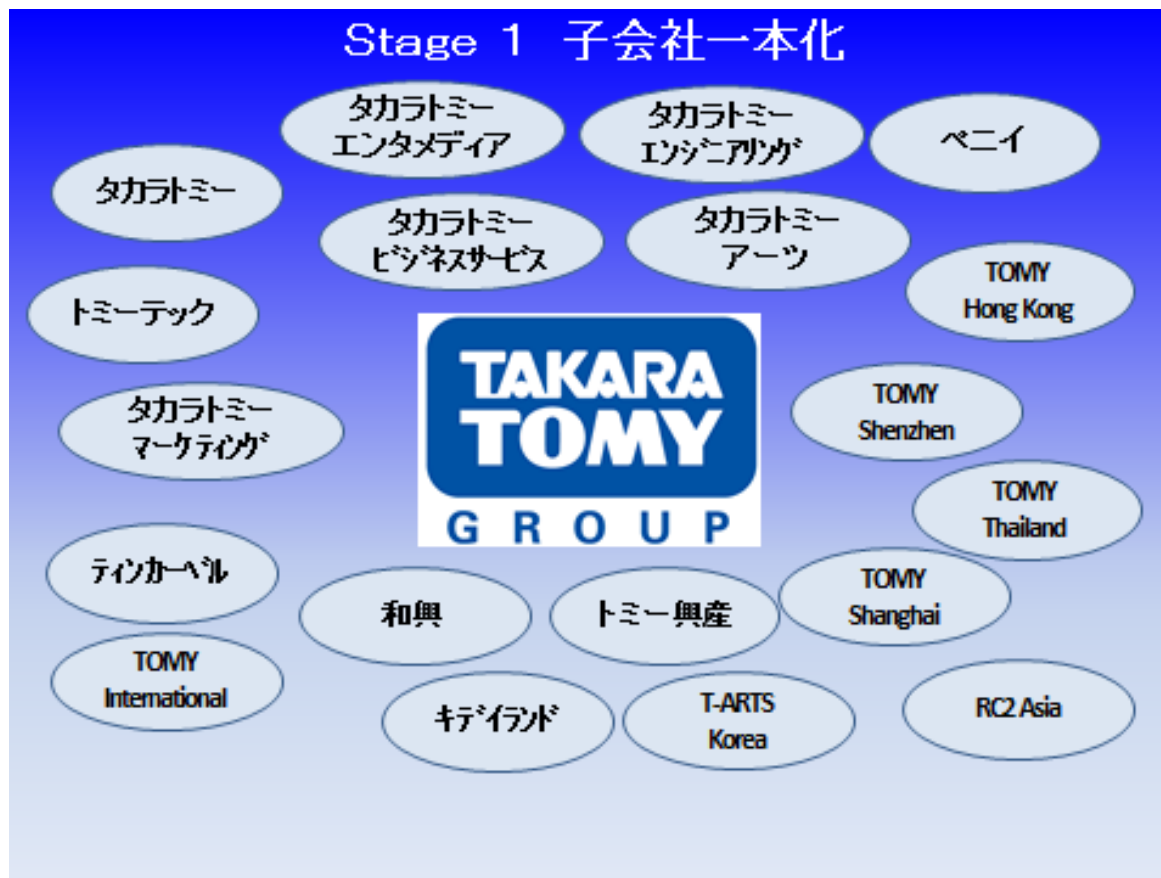 Stage 1 子会社一本化
タカラトミー
エンタメディア
タカラトミー
エンジニアリング
ペニイ
タカラトミー
タカラトミー
ビジネスサービス
タカラトミー
アーツ
TOMY
Hong Kong
トミーテック
TAKARA
TOMY
GROUP
タカラトミー
マーケティング
TOMY
Shenzhen
TOMY
Thailand
ティンカーベル
和興
トミー興産
TOMY
Shanghai
TOMY
International
キデイランド
T-ARTS
Korea
RC2 Asia